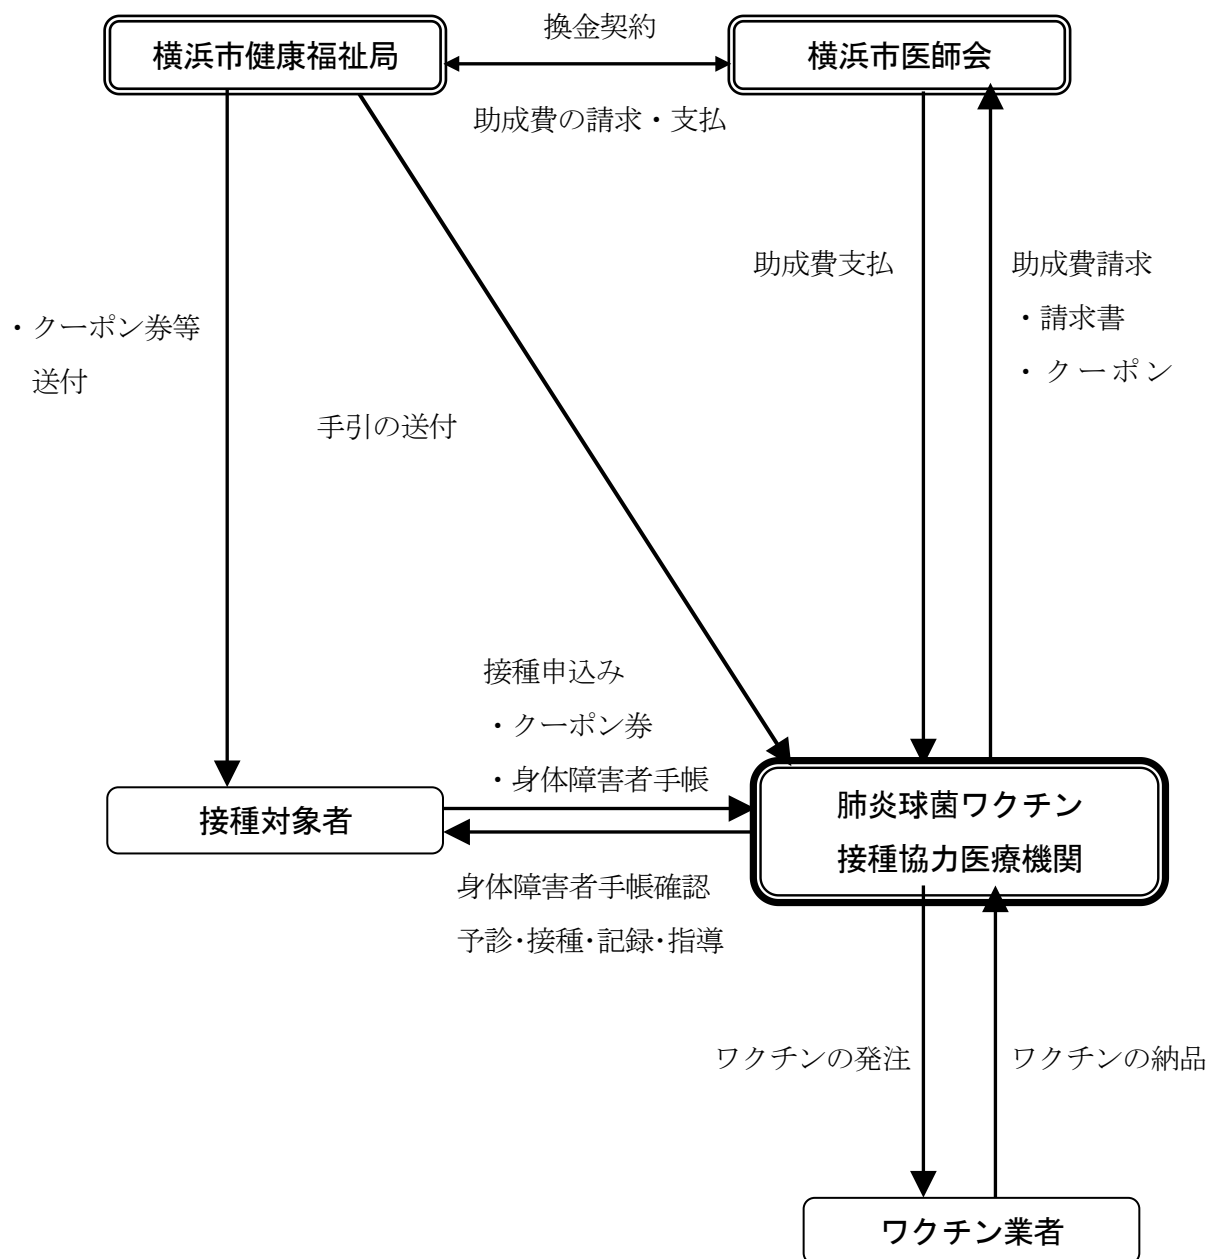 換金契約
横浜市健康福祉局
横浜市医師会
助成費の請求・支払
助成費支払
助成費請求
・請求書
・クーポン
・クーポン券等
送付
手引の送付
接種申込み
・クーポン券
・身体障害者手帳
接種対象者
肺炎球菌ワクチン
接種協力医療機関
身体障害者手帳確認
予診・接種・記録・指導
ワクチンの発注
ワクチンの納品
ワクチン業者